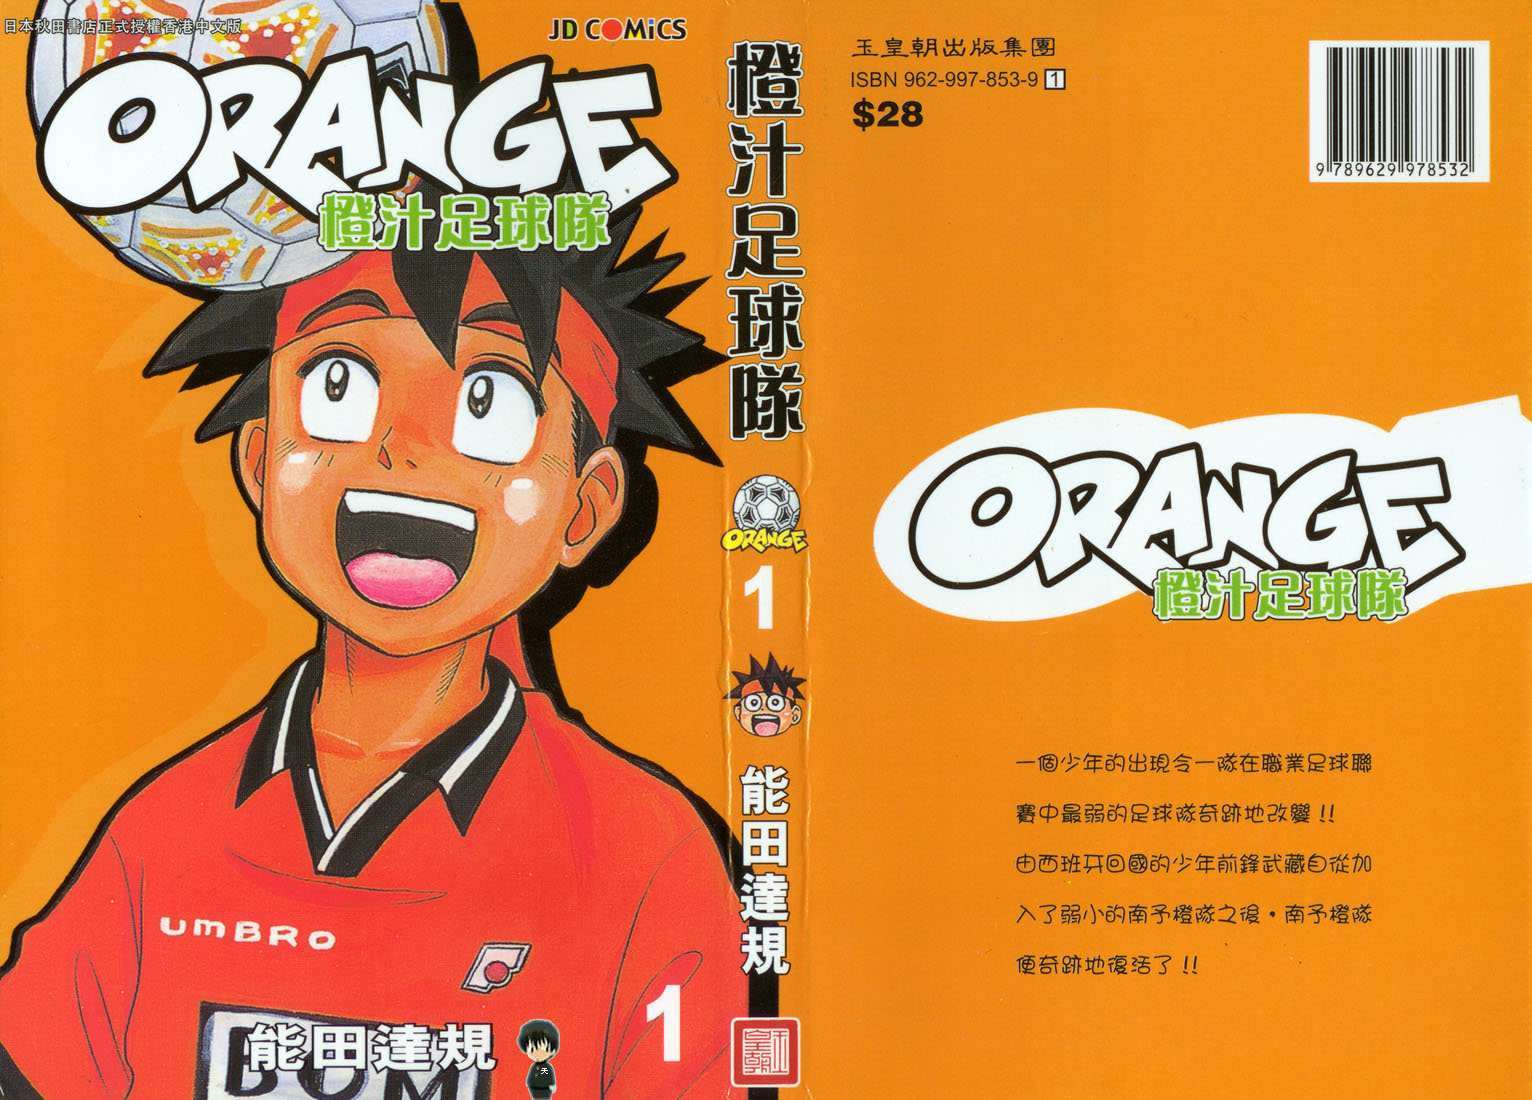 日本秋田書店正式授權香港中文版
JD COMiCS
ORANGE
橙汁足球隊
umBRO
BOM
能田達規
1
天
橙汁足球隊
ORANGE
1
能田達規
玉皇朝
玉皇朝出版集團
ISBN 962-997-853-9 1
$28
9 789629 978532
ORANGE
橙汁足球隊
一個少年的出現令一隊在職業足球聯
賽中最弱的足球隊奇跡地改變!!
由西班牙回國的少年前鋒武藏自從加
入了弱小的南予橙隊之後・南予橙隊
便奇跡地復活了!!